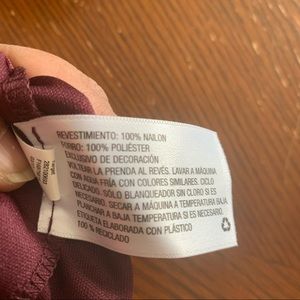 REVESTIMIENTO: 100% NAILON
FORRO: 100% POLIÉSTER
EXCLUSIVO DE DECORACIÓN
VOLTEAR LA PRENDA AL REVÉS. LAVAR A MÁQUINA
CON AGUA FRÍA CON COLORES SIMILARES. CICLO
DELICADO. SÓLO BLANQUEADOR SIN CLORO SI ES
NECESARIO. SECAR A MÁQUINA A TEMPERATURA BAJA.
PLANCHAR A BAJA TEMPERATURA SI ES NECESARIO.
ETIQUETA ELABORADA CON PLÁSTICO
100 % RECICLADO